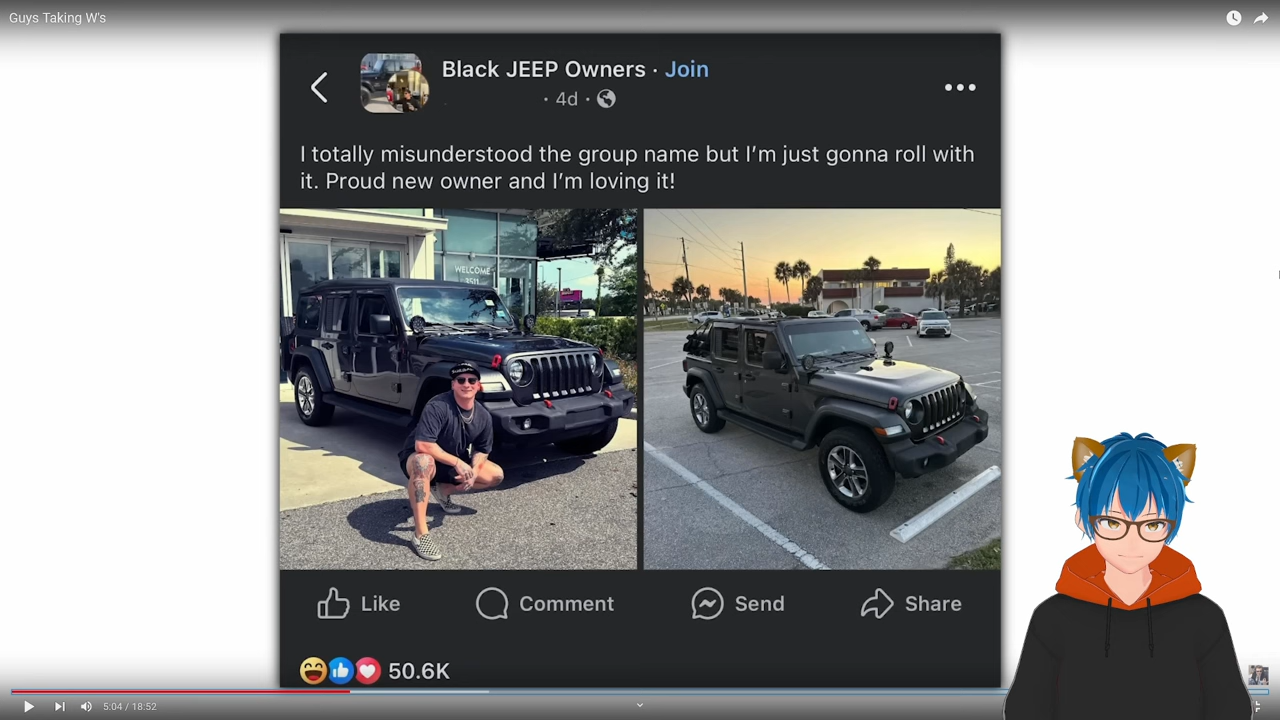 Guys Taking W's
Black JEEP Owners · Join
· 4d ·
I totally misunderstood the group name but I’m just gonna roll with
it. Proud new owner and I’m loving it!
WELCOME
3511
Like Comment Send Share
50.6K
5:04 / 18:52